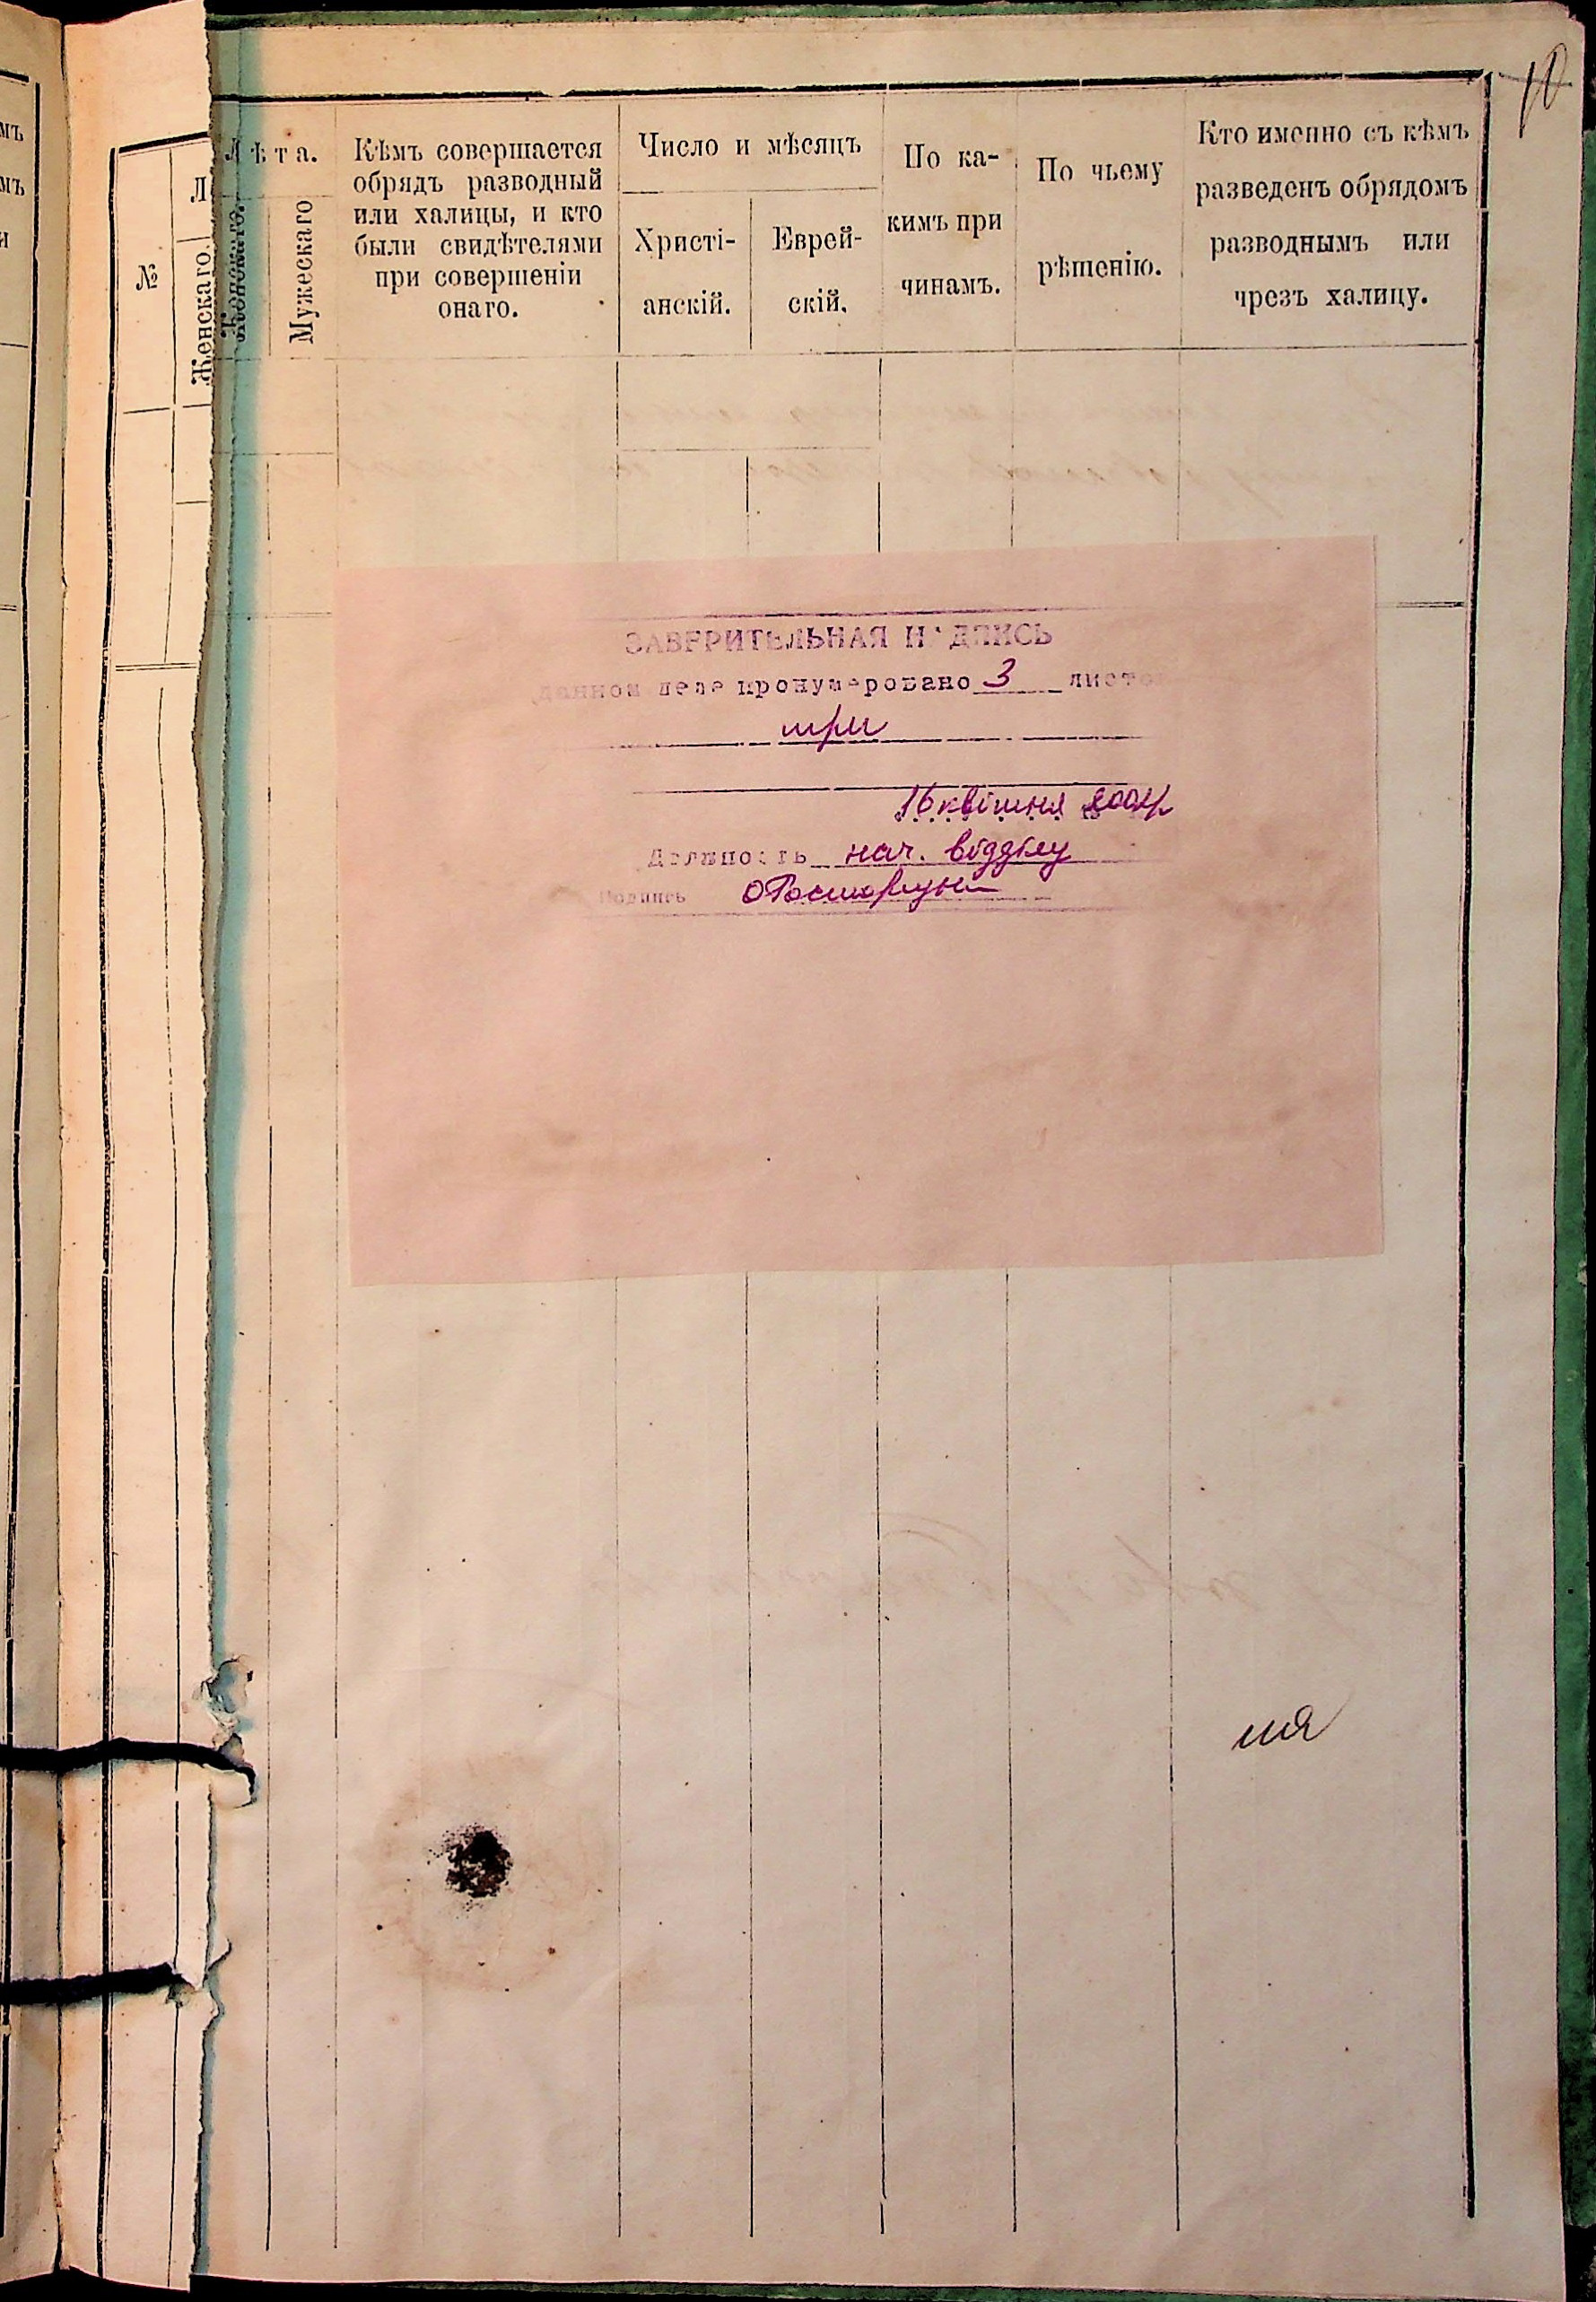 10
№
Женскаго.
Лѣта.
Женскаго.
Мужескаго
Кѣмъ совершается
обрядъ разводный
или халицы, и кто
были свидѣтелями
при совершеніи
онаго.
Число и мѣсяцъ
Христі-
анскій.
Еврей-
скій.
По ка-
кимъ при
чинамъ.
По чьему
рѣшенію.
Кто именно съ кѣмъ
разведенъ обрядомъ
разводнымъ или
чрезъ халицу.
ЗАВЕРИТЕЛЬНАЯ НАДПИСЬ
данном деле пронумеровано 3 листов
три
16 квітня
Должность нач. відділу
Подпись